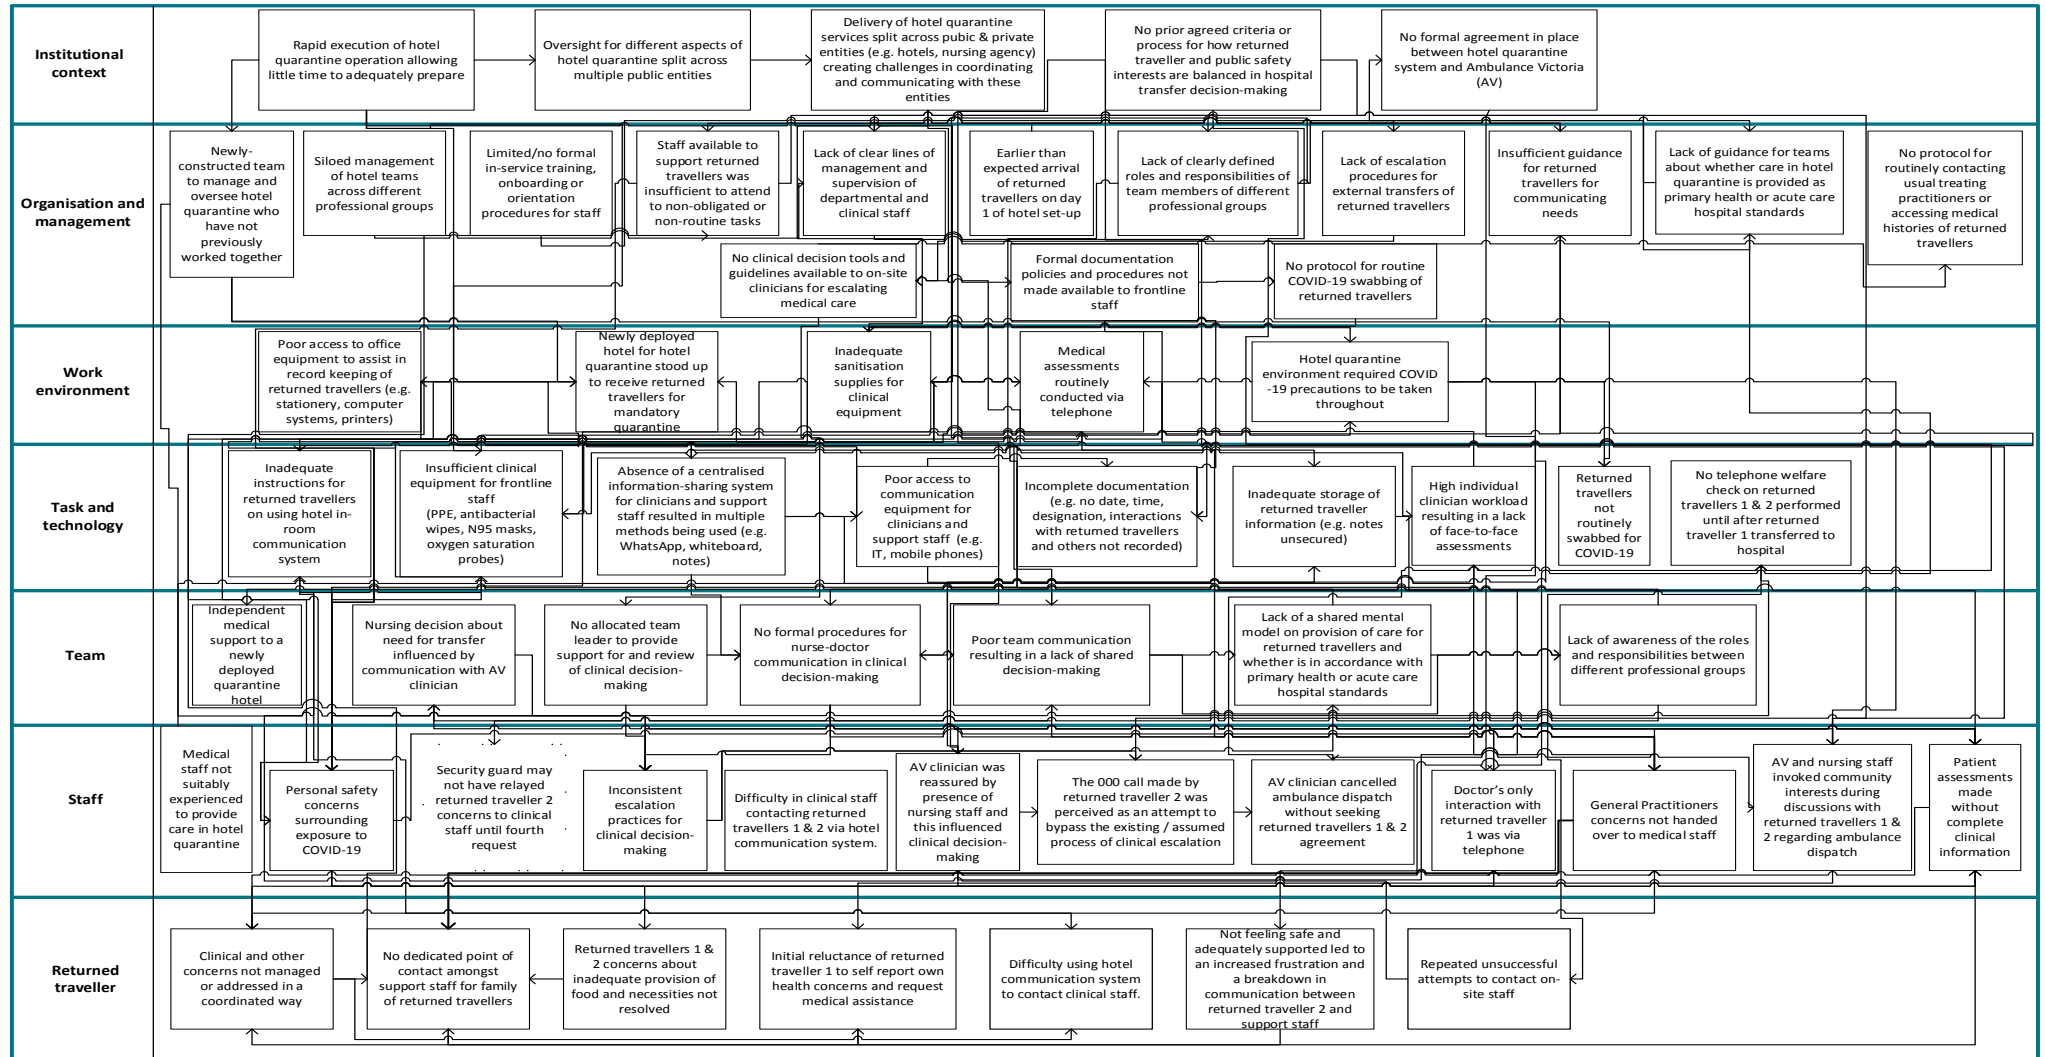 Institutional
context
Rapid execution of hotel
quarantine operation allowing
little time to adequately prepare
Oversight for different aspects of
hotel quarantine split across
multiple public entities
Delivery of hotel quarantine
services split across pubic & private
entities (e.g. hotels, nursing agency)
creating challenges in coordinating
and communicating with these
entities
No prior agreed criteria or
process for how returned
traveller and public safety
interests are balanced in hospital
transfer decision-making
No formal agreement in place
between hotel quarantine
system and Ambulance Victoria
(AV)
Organisation and
management
Newly-
constructed team
to manage and
oversee hotel
quarantine who
have not
previously
worked together
Siloed management
of hotel teams
across different
professional groups
Limited/no formal
in-service training,
onboarding or
orientation
procedures for staff
Staff available to
support returned
travellers was
insufficient to attend
to non-obligated or
non-routine tasks
Lack of clear lines of
management and
supervision of
departmental and
clinical staff
Earlier than
expected arrival
of returned
travellers on day
1 of hotel set-up
Lack of clearly defined
roles and responsibilities of
team members of different
professional groups
Lack of escalation
procedures for
external transfers of
returned travellers
Insufficient guidance
for returned
travellers for
communicating
needs
Lack of guidance for teams
about whether care in hotel
quarantine is provided as
primary health or acute care
hospital standards
No protocol for
routinely contacting
usual treating
practitioners or
accessing medical
histories of returned
travellers
No clinical decision tools and
guidelines available to on-site
clinicians for escalating
medical care
Formal documentation
policies and procedures not
made available to frontline
staff
No protocol for routine
COVID-19 swabbing of
returned travellers
Work
environment
Poor access to office
equipment to assist in
record keeping of
returned travellers (e.g.
stationery, computer
systems, printers)
Newly deployed
hotel for hotel
quarantine stood up
to receive returned
travellers for
mandatory
quarantine
Inadequate
sanitisation
supplies for
clinical
equipment
Medical
assessments
routinely
conducted via
telephone
Hotel quarantine
environment required COVID
-19 precautions to be taken
throughout
Task and
technology
Inadequate
instructions for
returned travellers
on using hotel in-
room
communication
system
Insufficient clinical
equipment for frontline
staff
(PPE, antibacterial
wipes, N95 masks,
oxygen saturation
probes)
Absence of a centralised
information-sharing system
for clinicians and support
staff resulted in multiple
methods being used (e.g.
WhatsApp, whiteboard,
notes)
Poor access to
communication
equipment for
clinicians and
support staff (e.g.
IT, mobile phones)
Incomplete documentation
(e.g. no date, time,
designation, interactions
with returned travellers
and others not recorded)
Inadequate storage of
returned traveller
information (e.g. notes
unsecured)
High individual
clinician workload
resulting in a lack
of face-to-face
assessments
Returned
travellers
not
routinely
swabbed for
COVID-19
No telephone welfare
check on returned
travellers 1 & 2 performed
until after returned
traveller 1 transferred to
hospital
Team
Independent
medical
support to a
newly
deployed
quarantine
hotel
Nursing decision about
need for transfer
influenced by
communication with AV
clinician
No allocated team
leader to provide
support for and review
of clinical decision-
making
No formal procedures for
nurse-doctor
communication in clinical
decision-making
Poor team communication
resulting in a lack of shared
decision-making
Lack of a shared mental
model on provision of care for
returned travellers and
whether is in accordance with
primary health or acute care
hospital standards
Lack of awareness of the roles
and responsibilities between
different professional groups
Staff
Medical
staff not
suitably
experienced
to provide
care in hotel
quarantine
Personal safety
concerns
surrounding
exposure to
COVID-19
Security guard may
not have relayed
returned traveller 2
concerns to clinical
staff until fourth
request
Inconsistent
escalation
practices for
clinical decision-
making
Difficulty in clinical staff
contacting returned
travellers 1 & 2 via hotel
communication system.
AV clinician was
reassured by
presence of
nursing staff and
this influenced
clinical decision-
making
The 000 call made by
returned traveller 2 was
perceived as an attempt to
bypass the existing / assumed
process of clinical escalation
AV clinician cancelled
ambulance dispatch
without seeking
returned travellers 1 & 2
agreement
Doctor's only
interaction with
returned traveller
1 was via
telephone
General Practitioners
concerns not handed
over to medical staff
AV and nursing staff
invoked community
interests during
discussions with
returned travellers 1 &
2 regarding ambulance
dispatch
Patient
assessments
made
without
complete
clinical
information
Returned
traveller
Clinical and other
concerns not managed
or addressed in a
coordinated way
No dedicated point of
contact amongst
support staff for family
of returned travellers
Returned travellers 1 &
2 concerns about
inadequate provision of
food and necessities not
resolved
Initial reluctance of returned
traveller 1 to self report own
health concerns and request
medical assistance
Difficulty using hotel
communication system
to contact clinical staff.
Not feeling safe and
adequately supported led to
an increased frustration and
a breakdown in
communication between
returned traveller 2 and
support staff
Repeated unsuccessful
attempts to contact on-
site staff